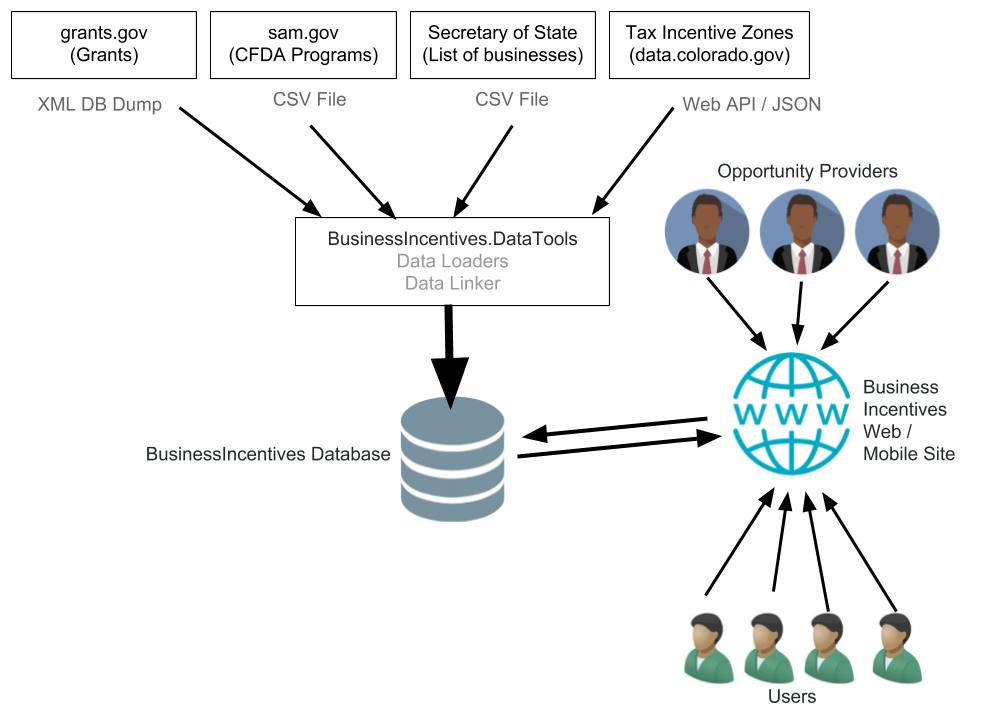 grants.gov
(Grants)
sam.gov
(CFDA Programs)
Secretary of State
(List of businesses)
Tax Incentive Zones
(data.colorado.gov)
XML DB Dump
CSV File
CSV File
Web API / JSON
Opportunity Providers
BusinessIncentives.DataTools
Data Loaders
Data Linker
WWW
Business
Incentives
Web /
Mobile Site
BusinessIncentives Database
Users